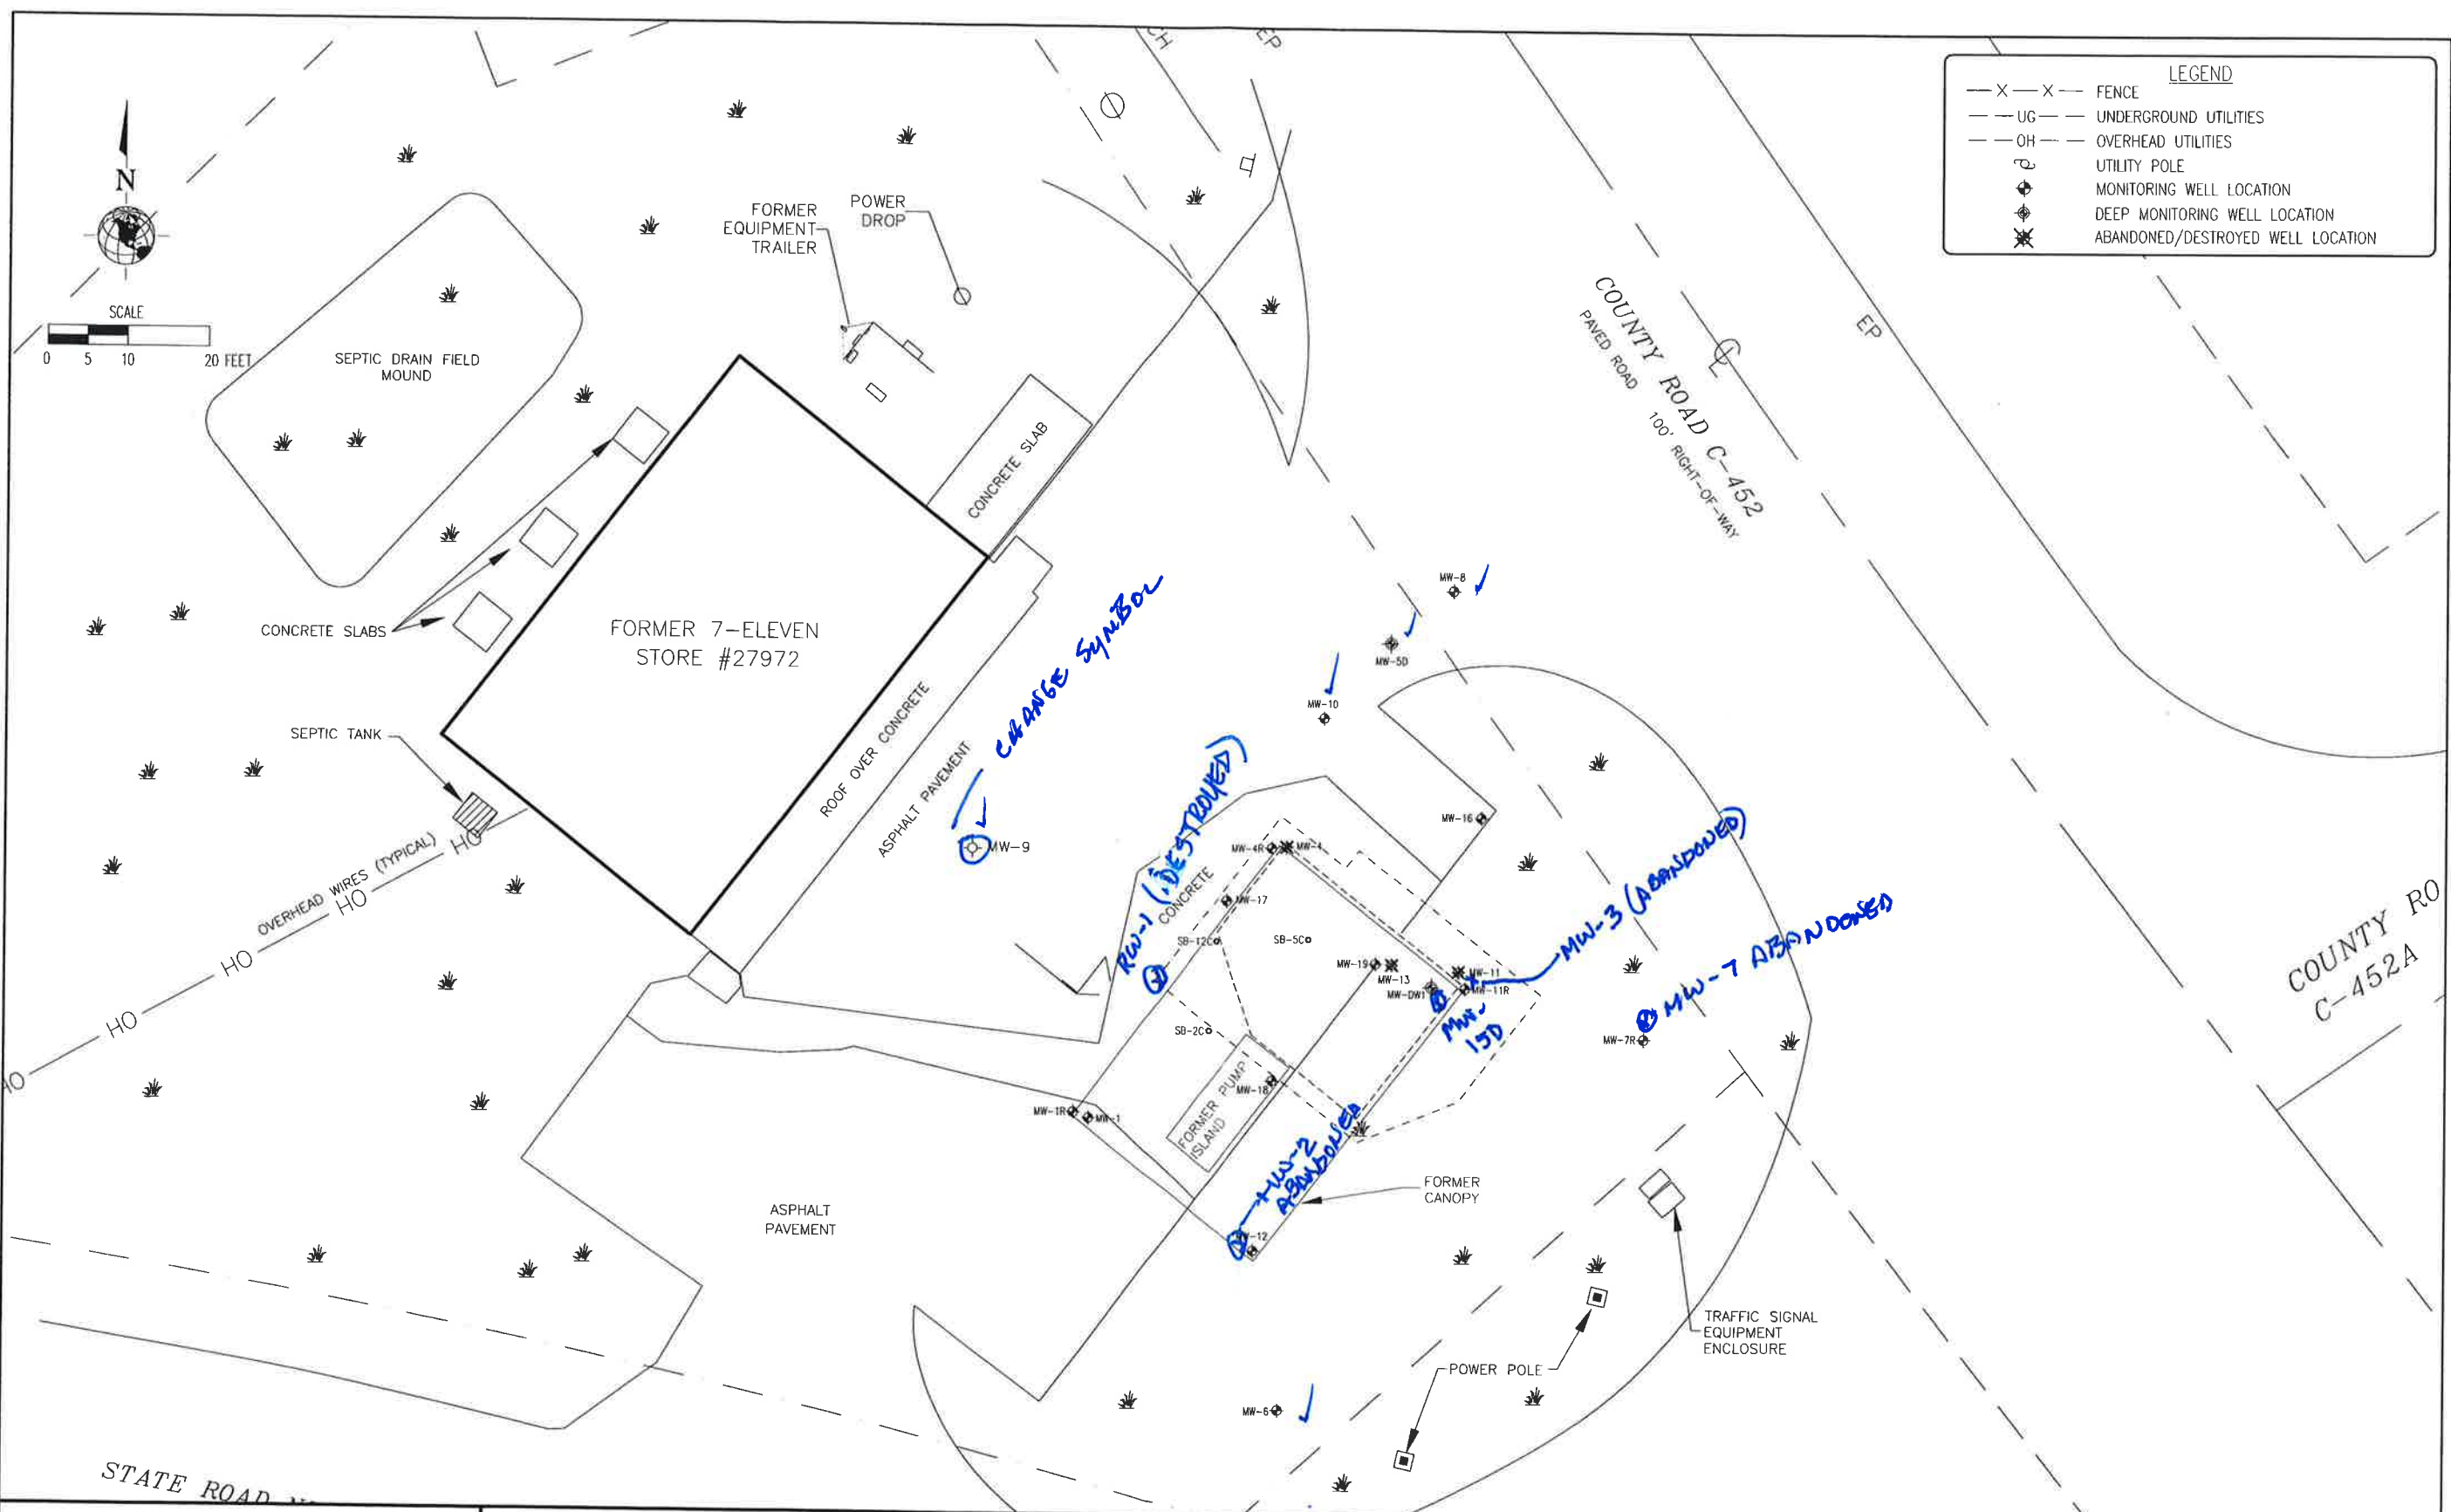 CH
EP
LEGEND
X X FENCE
UG UNDERGROUND UTILITIES
OH OVERHEAD UTILITIES
UTILITY POLE
MONITORING WELL LOCATION
DEEP MONITORING WELL LOCATION
ABANDONED/DESTROYED WELL LOCATION
N
SCALE
0 5 10 20 FEET
FORMER
EQUIPMENT
TRAILER
POWER
DROP
SEPTIC DRAIN FIELD
MOUND
CONCRETE SLAB
COUNTY ROAD C-452
PAVED ROAD 100' RIGHT-OF-WAY
EP
CONCRETE SLABS
FORMER 7-ELEVEN
STORE #27972
CHANGE SYMBOL
MW-8
MW-5D
MW-10
SEPTIC TANK
ROOF OVER CONCRETE
ASPHALT PAVEMENT
MW-9
RW-1 (DESTROYED)
CONCRETE
MW-16
MW-4R
MW-4
MW-17
SB-12C
SB-5C
MW-19
MW-13
MW-11
MW-DW1
MW-11R
MW-15D
MW-3 (ABANDONED)
MW-7 ABANDONED
MW-7R
OVERHEAD WIRES (TYPICAL)
HO HO HO HO HO
SB-2C
MW-18
FORMER PUMP
ISLAND
MW-1R
MW-1
MW-2
ABANDONED
MW-12
FORMER
CANOPY
COUNTY RO
C-452A
ASPHALT
PAVEMENT
TRAFFIC SIGNAL
EQUIPMENT
ENCLOSURE
POWER POLE
MW-6
STATE ROAD